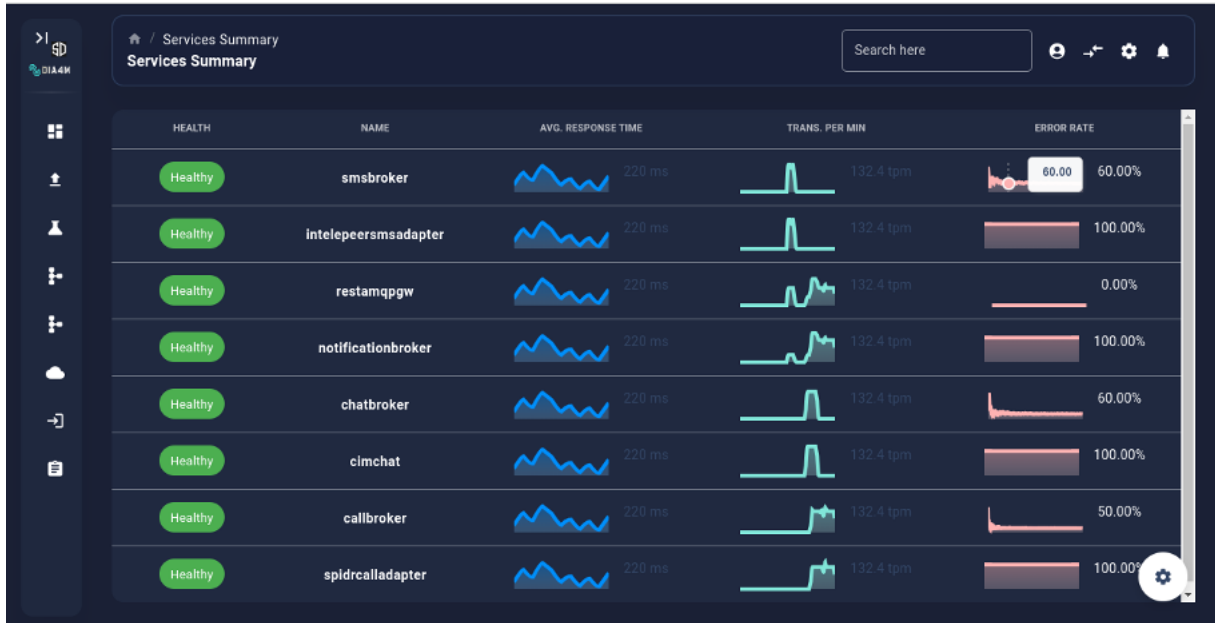 DIA4M
/ Services Summary
Services Summary
Search here
HEALTH NAME AVG. RESPONSE TIME TRANS. PER MIN ERROR RATE
Healthy smsbroker 220 ms 132.4 tpm 60.00 60.00%
Healthy intelepeersmsadapter 220 ms 132.4 tpm 100.00%
Healthy restamqpgw 220 ms 132.4 tpm 0.00%
Healthy notificationbroker 220 ms 132.4 tpm 100.00%
Healthy chatbroker 220 ms 132.4 tpm 60.00%
Healthy cimchat 220 ms 132.4 tpm 100.00%
Healthy callbroker 220 ms 132.4 tpm 50.00%
Healthy spidrcalladapter 220 ms 132.4 tpm 100.00%